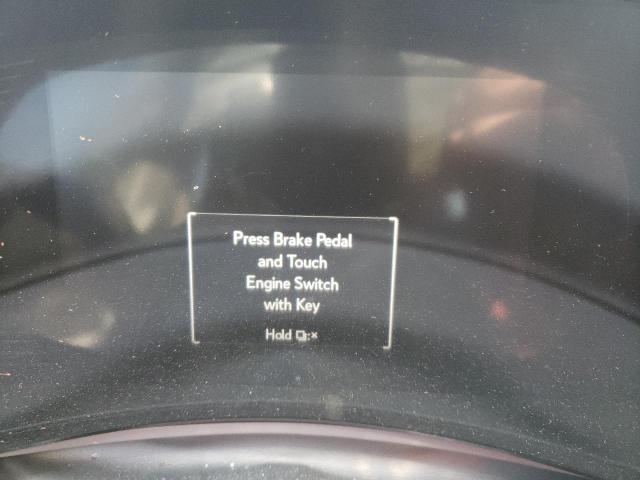 Press Brake Pedal
and Touch
Engine Switch
with Key
Hold